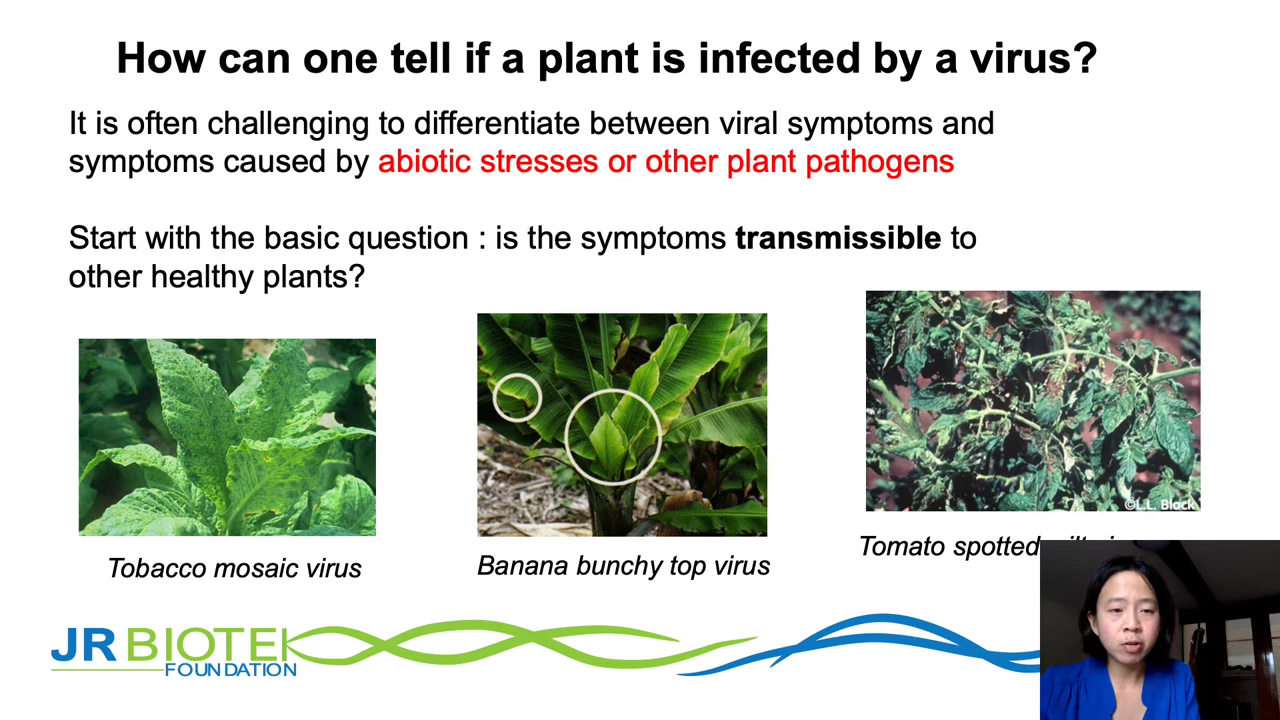 How can one tell if a plant is infected by a virus?
It is often challenging to differentiate between viral symptoms and
symptoms caused by abiotic stresses or other plant pathogens
Start with the basic question : is the symptoms transmissible to
other healthy plants?
©L.L. Black
Tobacco mosaic virus
Banana bunchy top virus
Tomato spotted
JR BIOTEK
FOUNDATION